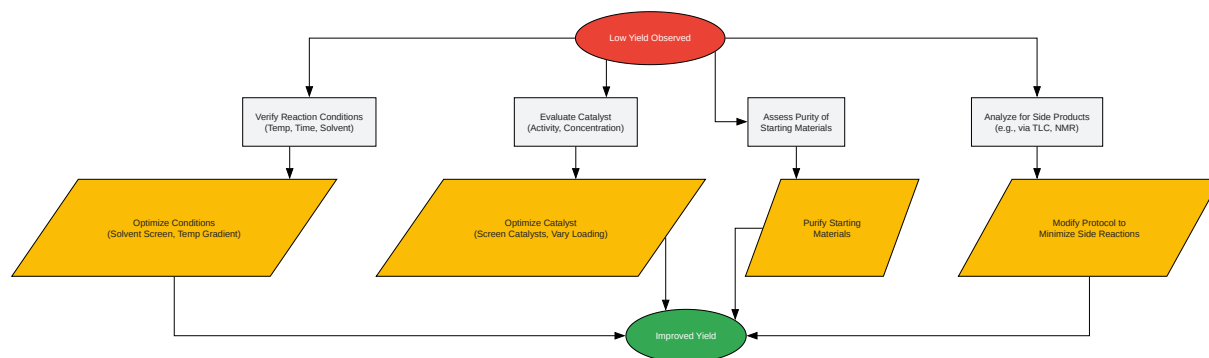 Low Yield Observed
Verify Reaction Conditions
(Temp, Time, Solvent)
Evaluate Catalyst
(Activity, Concentration)
Assess Purity of
Starting Materials
Analyze for Side Products
(e.g., via TLC, NMR)
Optimize Conditions
(Solvent Screen, Temp Gradient)
Optimize Catalyst
(Screen Catalysts, Vary Loading)
Purify Starting
Materials
Modify Protocol to
Minimize Side Reactions
Improved Yield